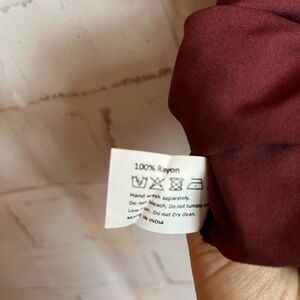 100% Rayon
Hand wash separately.
Do not bleach, Do not tumble
Low iron. Do not Dry clean.
MADE IN INDIA